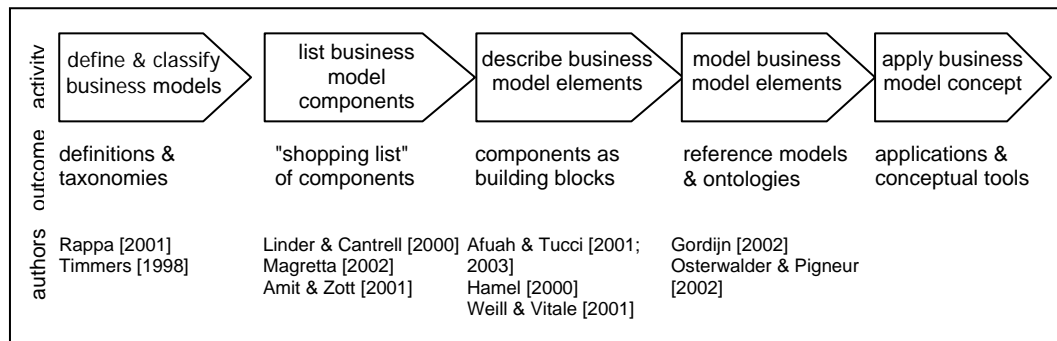 activity
define & classify
business models
list business
model
components
describe business
model elements
model business
model elements
apply business
model concept
outcome
definitions &
taxonomies
"shopping list"
of components
components as
building blocks
reference models
& ontologies
applications &
conceptual tools
authors
Rappa [2001]
Timmers [1998]
Linder & Cantrell [2000]
Magretta [2002]
Amit & Zott [2001]
Afuah & Tucci [2001;
2003]
Hamel [2000]
Weill & Vitale [2001]
Gordijn [2002]
Osterwalder & Pigneur
[2002]